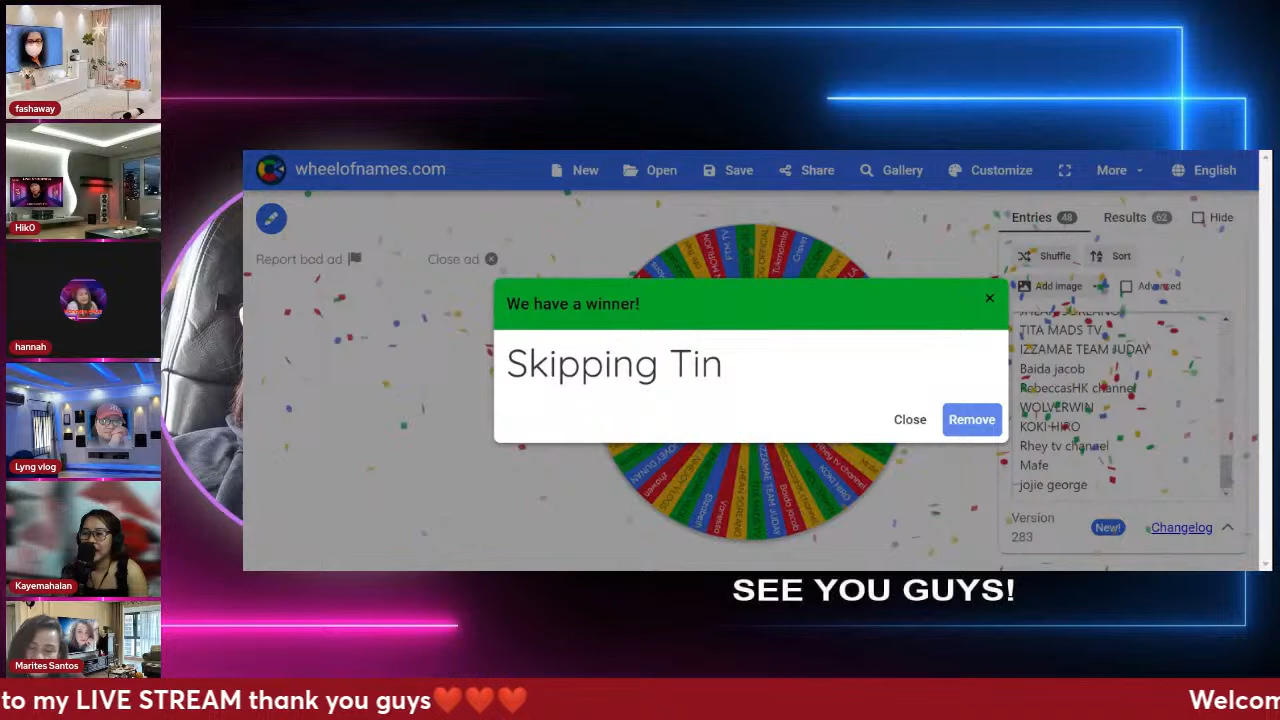 fashaway
HikO
hannah
Lyng vlog
Kayemahalan
Marites Santos
wheelofnames.com
New
Open
Save
Share
Gallery
Customize
More
English
Report bad ad
Close ad
Entries 48
Results 62
Hide
Shuffle
Sort
Add image
Advanced
TITA MADS TV
IZZAMAE TEAM JUDAY
Baida jacob
RebeccasHK channel
WOLVERWIN
KOKI HIRO
Rhey tv channel
Mafe
jojie george
Version 283
New!
Changelog
We have a winner!
Skipping Tin
Close
Remove
SEE YOU GUYS!
to my LIVE STREAM thank you guys❤️❤️❤️
Welcom